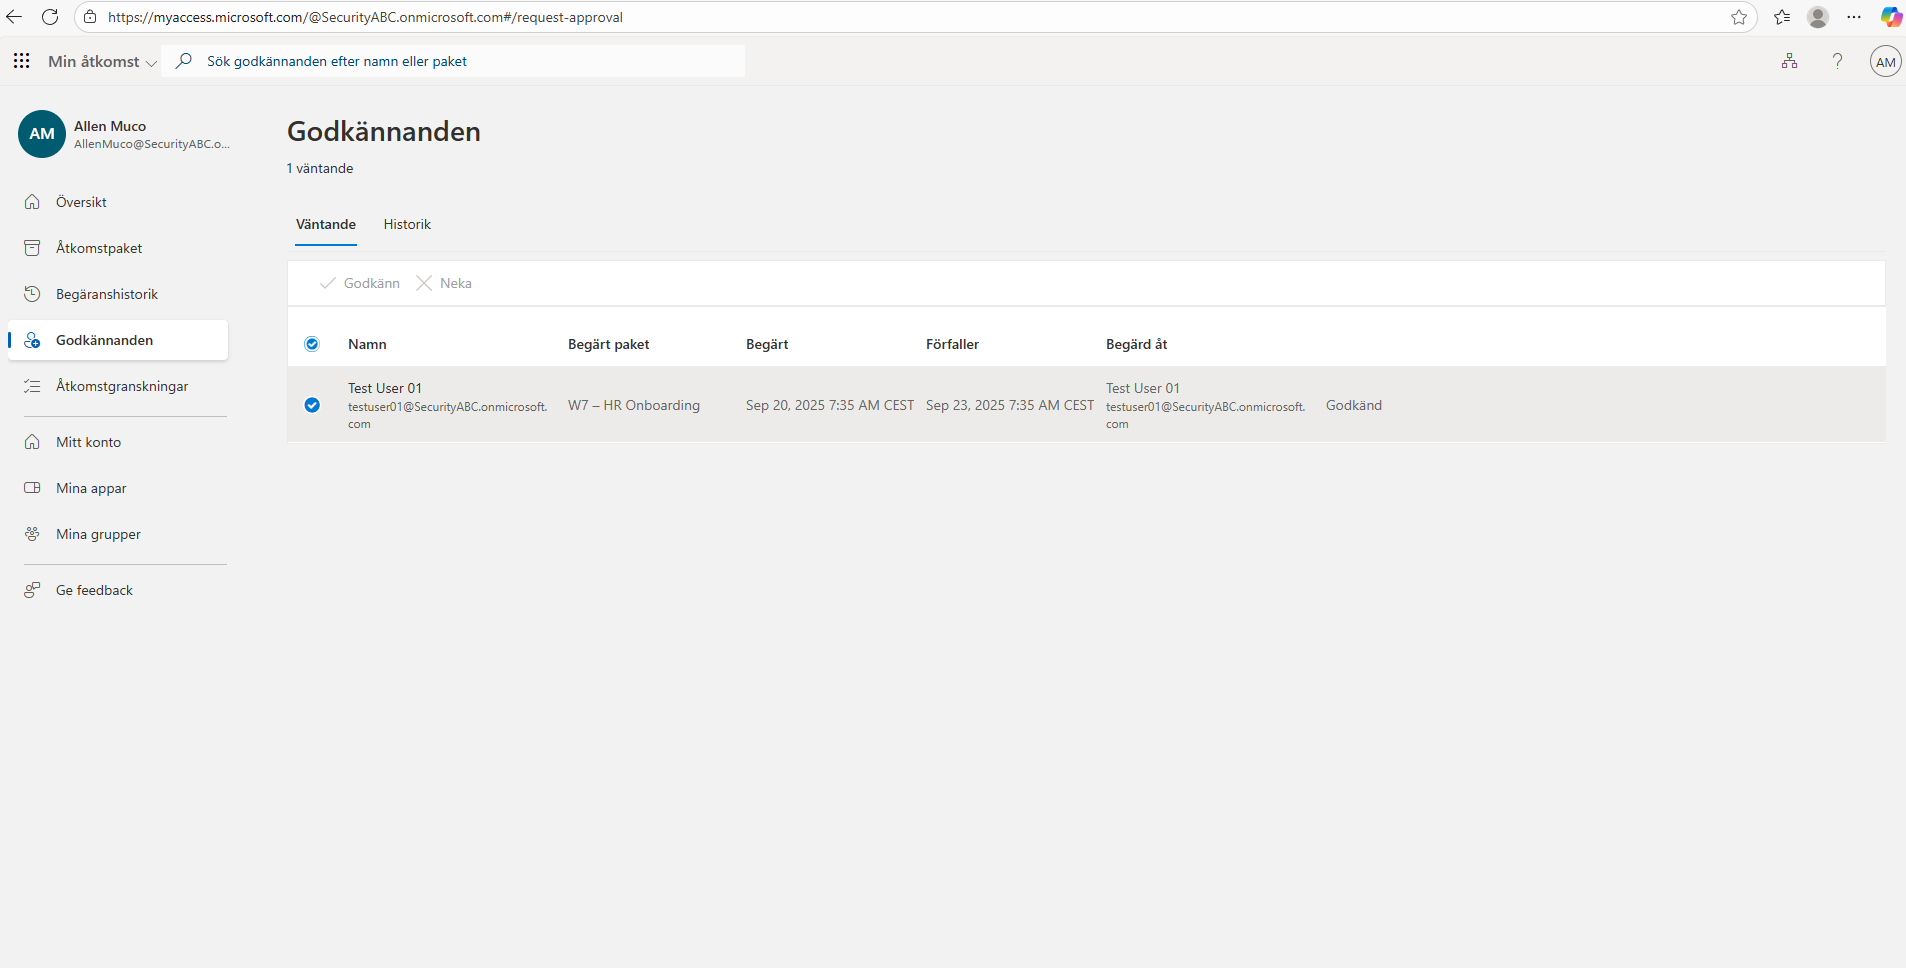 https://myaccess.microsoft.com/@SecurityABC.onmicrosoft.com#/request-approval
Min åtkomst
Sök godkännanden efter namn eller paket
AM
AM
Allen Muco
AllenMuco@SecurityABC.o...
Översikt
Åtkomstpaket
Begäranshistorik
Godkännanden
Åtkomstgranskningar
Mitt konto
Mina appar
Mina grupper
Ge feedback
Godkännanden
1 väntande
Väntande Historik
Godkänn Neka
Namn Begärt paket Begärt Förfaller Begärd åt
Test User 01
testuser01@SecurityABC.onmicrosoft.
com
W7 – HR Onboarding
Sep 20, 2025 7:35 AM CEST
Sep 23, 2025 7:35 AM CEST
Test User 01
testuser01@SecurityABC.onmicrosoft.
com
Godkänd